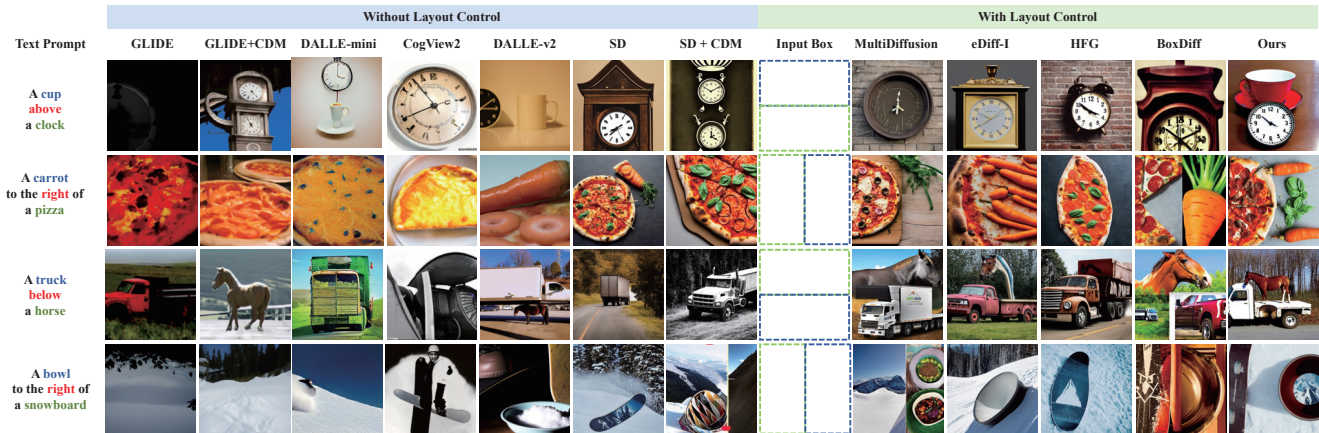 Without Layout Control With Layout Control
Text Prompt GLIDE GLIDE+CDM DALLE-mini CogView2 DALLE-v2 SD SD + CDM Input Box MultiDiffusion eDiff-I HFG BoxDiff Ours
A cup
above
a clock
A carrot
to the right of
a pizza
A truck
below
a horse
A bowl
to the right of
a snowboard